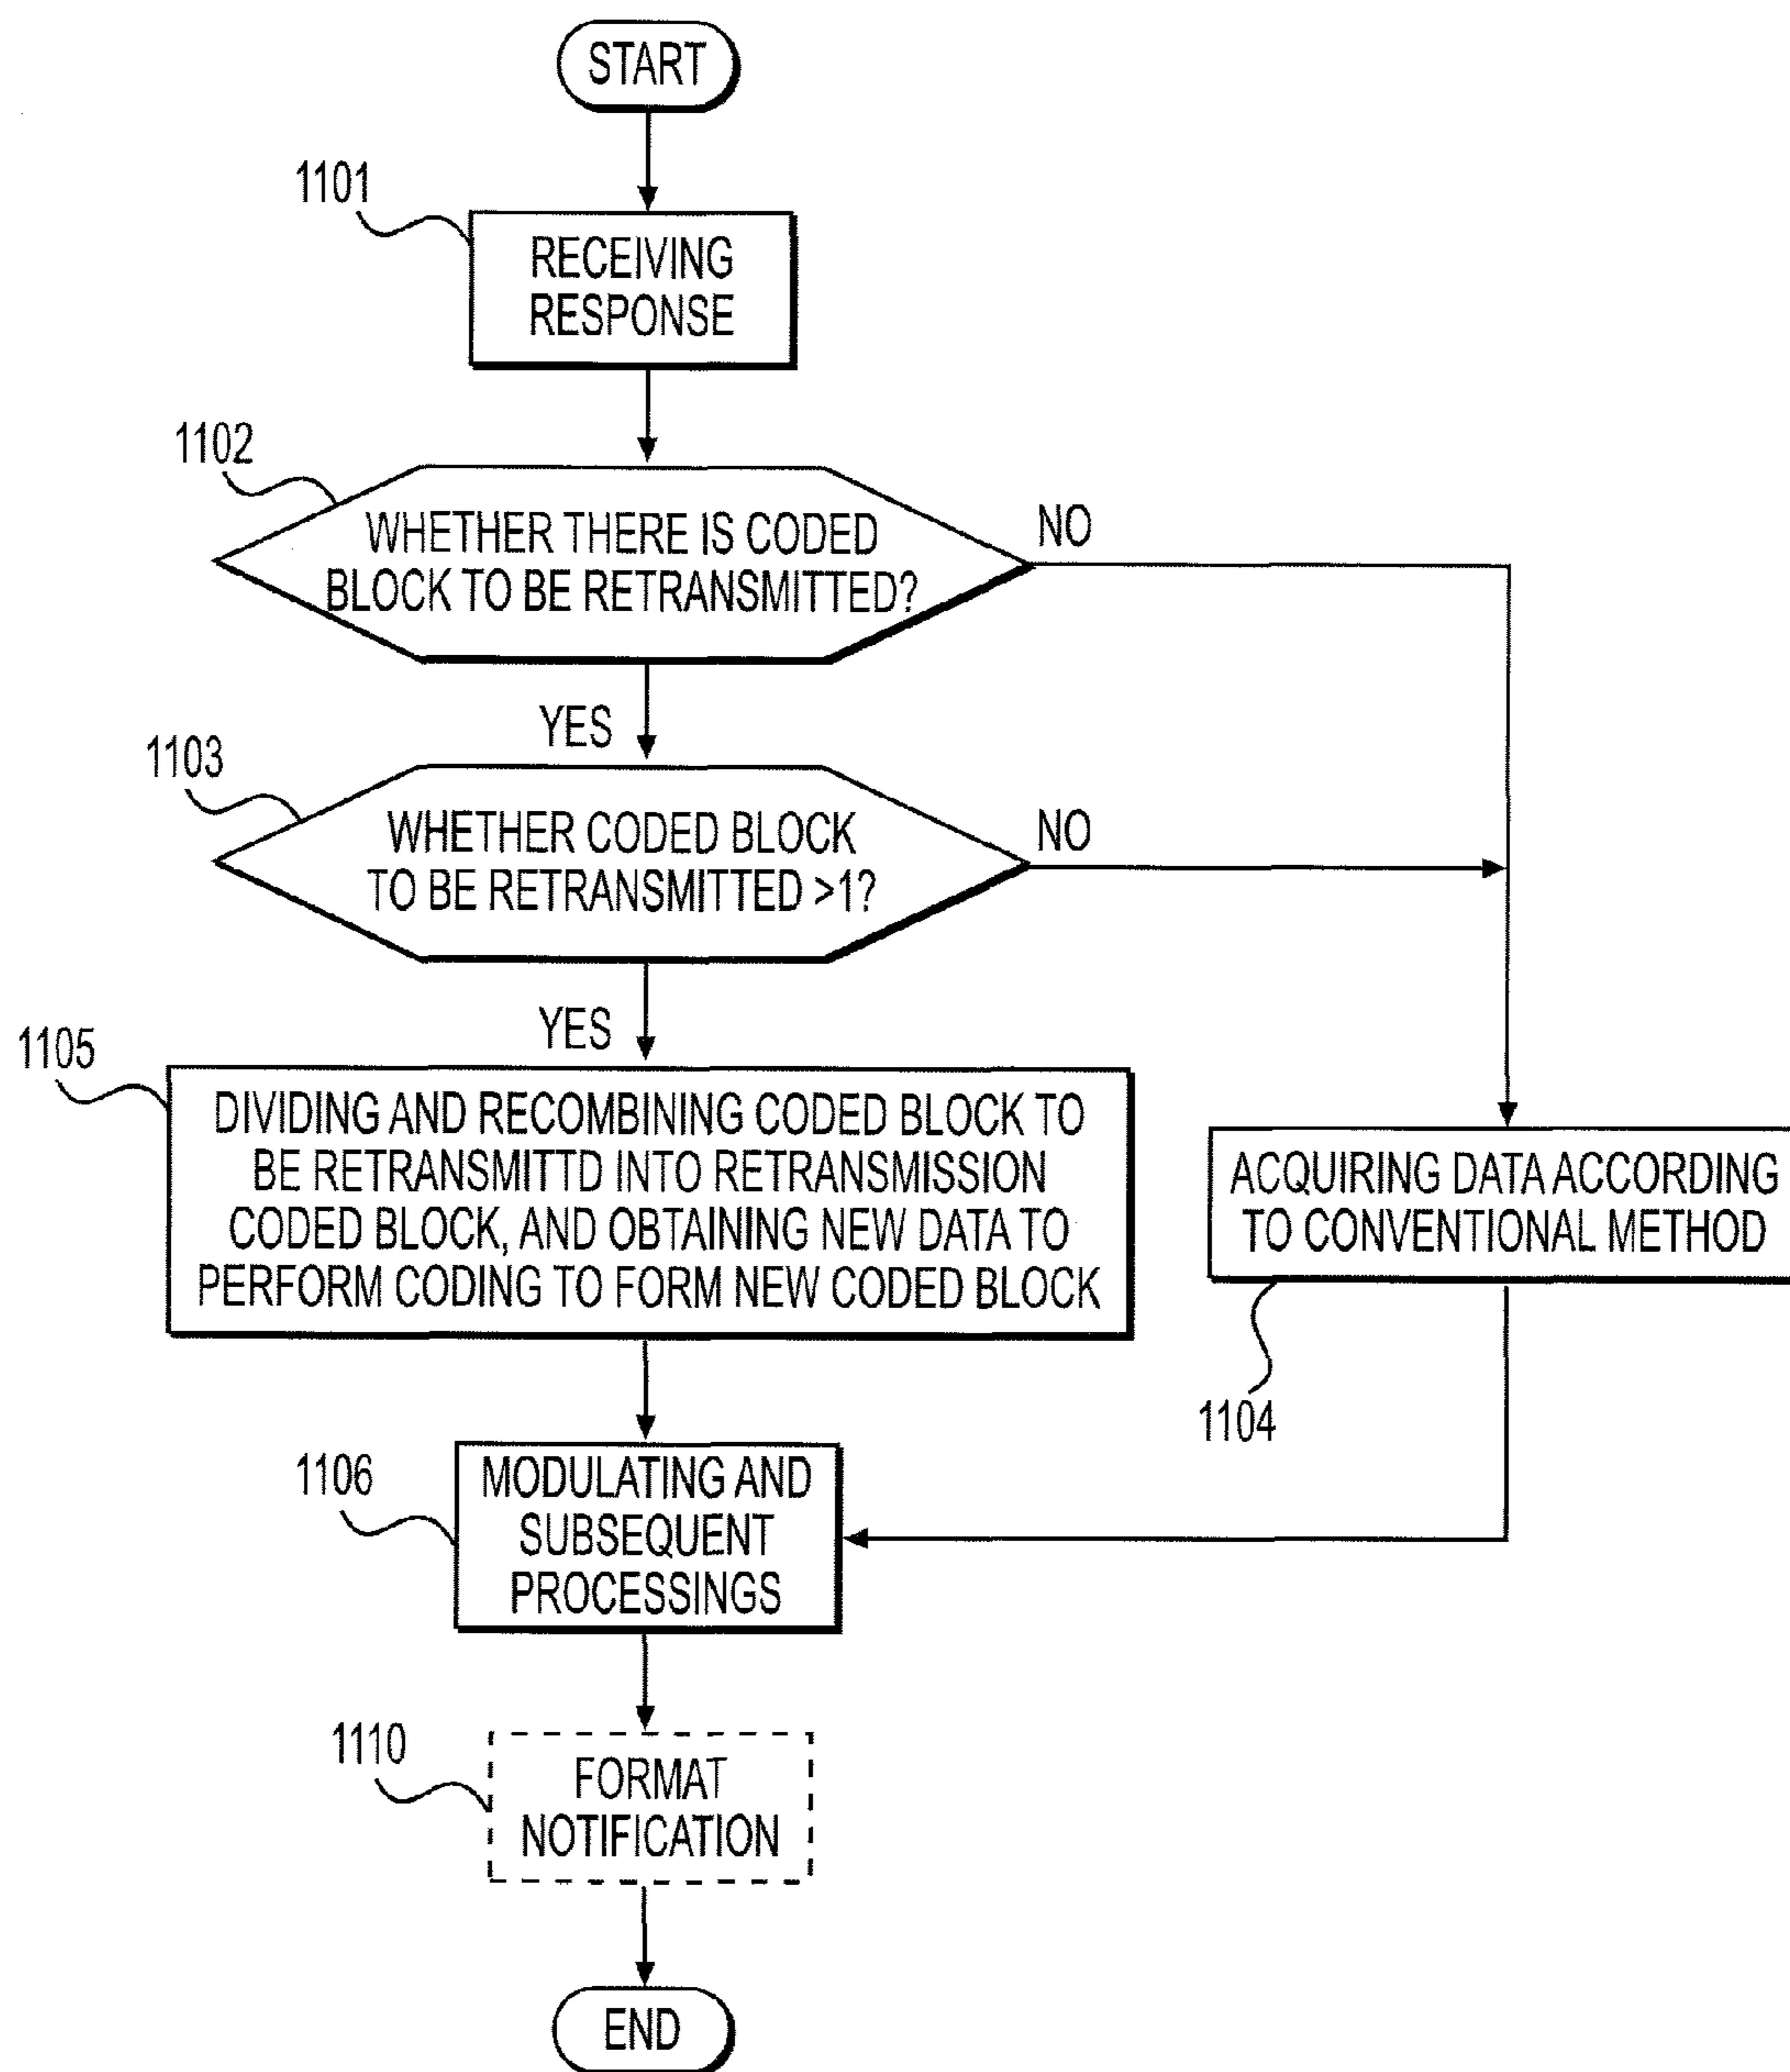 START
1101
RECEIVING
RESPONSE
1102
WHETHER THERE IS CODED
BLOCK TO BE RETRANSMITTED?
NO
YES
1103
WHETHER CODED BLOCK
TO BE RETRANSMITTED >1?
NO
YES
1105
DIVIDING AND RECOMBINING CODED BLOCK TO
BE RETRANSMITTD INTO RETRANSMISSION
CODED BLOCK, AND OBTAINING NEW DATA TO
PERFORM CODING TO FORM NEW CODED BLOCK
ACQUIRING DATA ACCORDING
TO CONVENTIONAL METHOD
1104
1106
MODULATING AND
SUBSEQUENT
PROCESSINGS
1110
FORMAT
NOTIFICATION
END